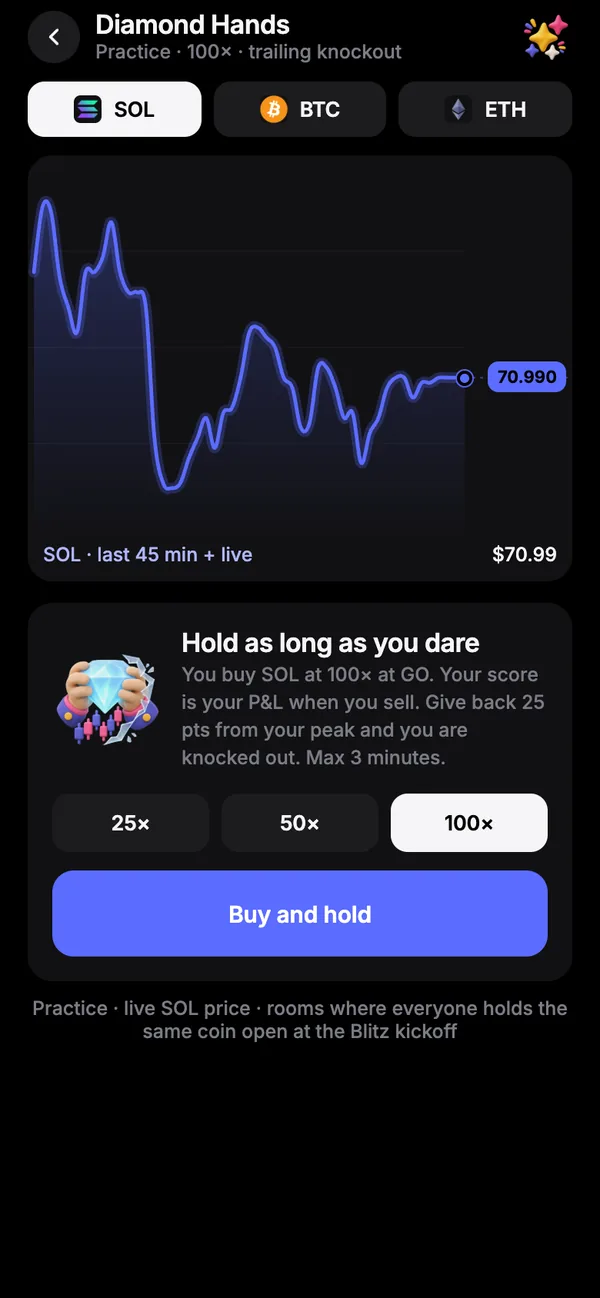 Diamond Hands
Practice · 100× · trailing knockout
SOL
BTC
ETH
70.990
SOL · last 45 min + live
$70.99
Hold as long as you dare
You buy SOL at 100× at GO. Your score
is your P&L when you sell. Give back 25
pts from your peak and you are
knocked out. Max 3 minutes.
25×
50×
100×
Buy and hold
Practice · live SOL price · rooms where everyone holds the
same coin open at the Blitz kickoff